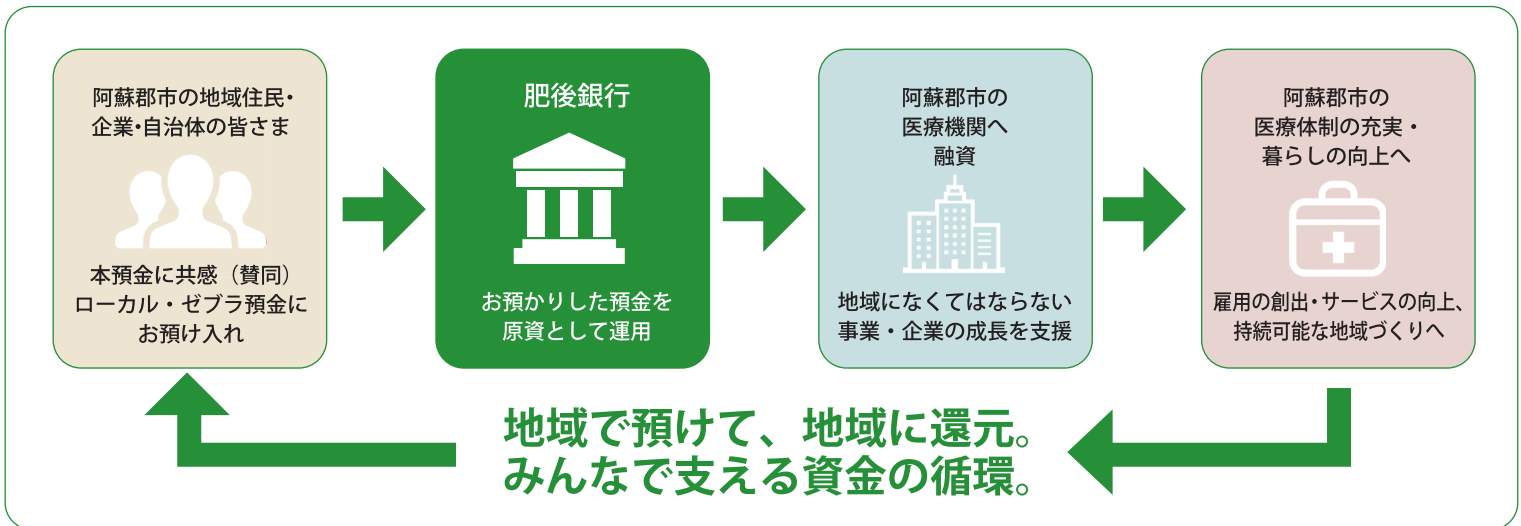 阿蘇郡市の地域住民・
企業・自治体の皆さま
本預金に共感（賛同）
ローカル・ゼブラ預金に
お預け入れ
肥後銀行
お預かりした預金を
原資として運用
阿蘇郡市の
医療機関へ
融資
地域になくてはならない
事業・企業の成長を支援
阿蘇郡市の
医療体制の充実・
暮らしの向上へ
雇用の創出・サービスの向上、
持続可能な地域づくりへ
地域で預けて、地域に還元。
みんなで支える資金の循環。